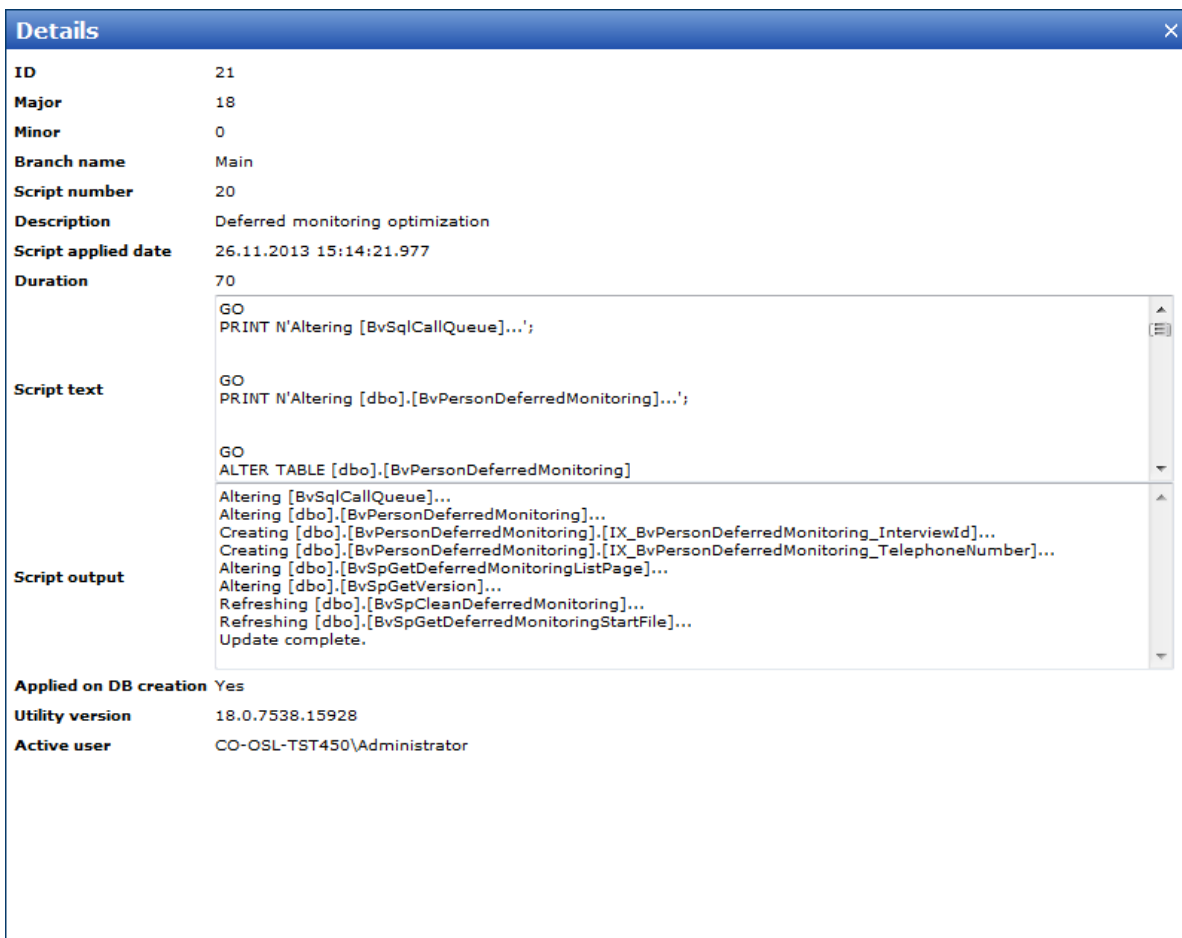 Details
ID 21
Major 18
Minor 0
Branch name Main
Script number 20
Description Deferred monitoring optimization
Script applied date 26.11.2013 15:14:21.977
Duration 70
Script text
GO
PRINT N'Altering [BvSqlCallQueue]...';
GO
PRINT N'Altering [dbo].[BvPersonDeferredMonitoring]...';
GO
ALTER TABLE [dbo].[BvPersonDeferredMonitoring]
Script output
Altering [BvSqlCallQueue]...
Altering [dbo].[BvPersonDeferredMonitoring]...
Creating [dbo].[BvPersonDeferredMonitoring].[IX_BvPersonDeferredMonitoring_InterviewId]...
Creating [dbo].[BvPersonDeferredMonitoring].[IX_BvPersonDeferredMonitoring_TelephoneNumber]...
Altering [dbo].[BvSpGetDeferredMonitoringListPage]...
Altering [dbo].[BvSpGetVersion]...
Refreshing [dbo].[BvSpCleanDeferredMonitoring]...
Refreshing [dbo].[BvSpGetDeferredMonitoringStartFile]...
Update complete.
Applied on DB creation Yes
Utility version 18.0.7538.15928
Active user CO-OSL-TST450\Administrator